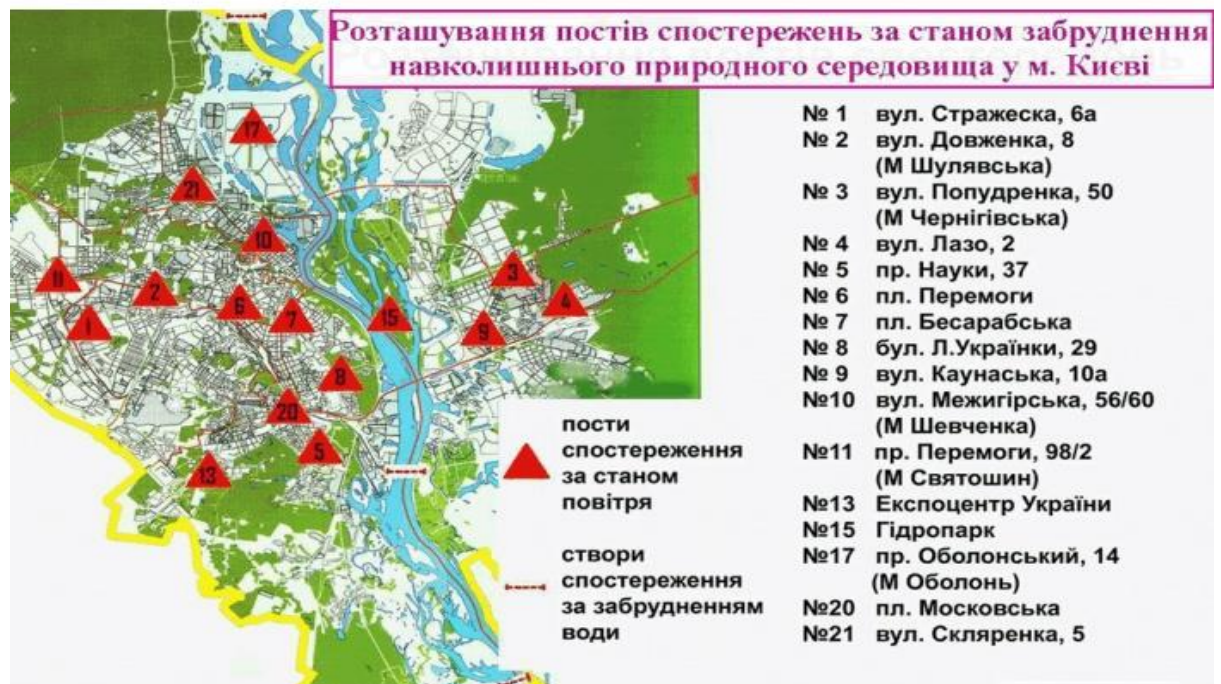 Розташування постів спостережень за станом забруднення
навколишнього природного середовища у м. Києві
№ 1 вул. Стражеска, 6а
№ 2 вул. Довженка, 8
(М Шулявська)
№ 3 вул. Попудренка, 50
(М Чернігівська)
№ 4 вул. Лазо, 2
№ 5 пр. Науки, 37
№ 6 пл. Перемоги
№ 7 пл. Бесарабська
№ 8 бул. Л.Українки, 29
№ 9 вул. Каунаська, 10а
№10 вул. Межигірська, 56/60
(М Шевченка)
№11 пр. Перемоги, 98/2
(М Святошин)
№13 Експоцентр України
№15 Гідропарк
№17 пр. Оболонський, 14
(М Оболонь)
№20 пл. Московська
№21 вул. Скляренка, 5
17
21
10
11
2
3
4
6
7
15
1
9
8
20
5
13
пости
спостереження
за станом
повітря
створи
спостереження
за забрудненням
води